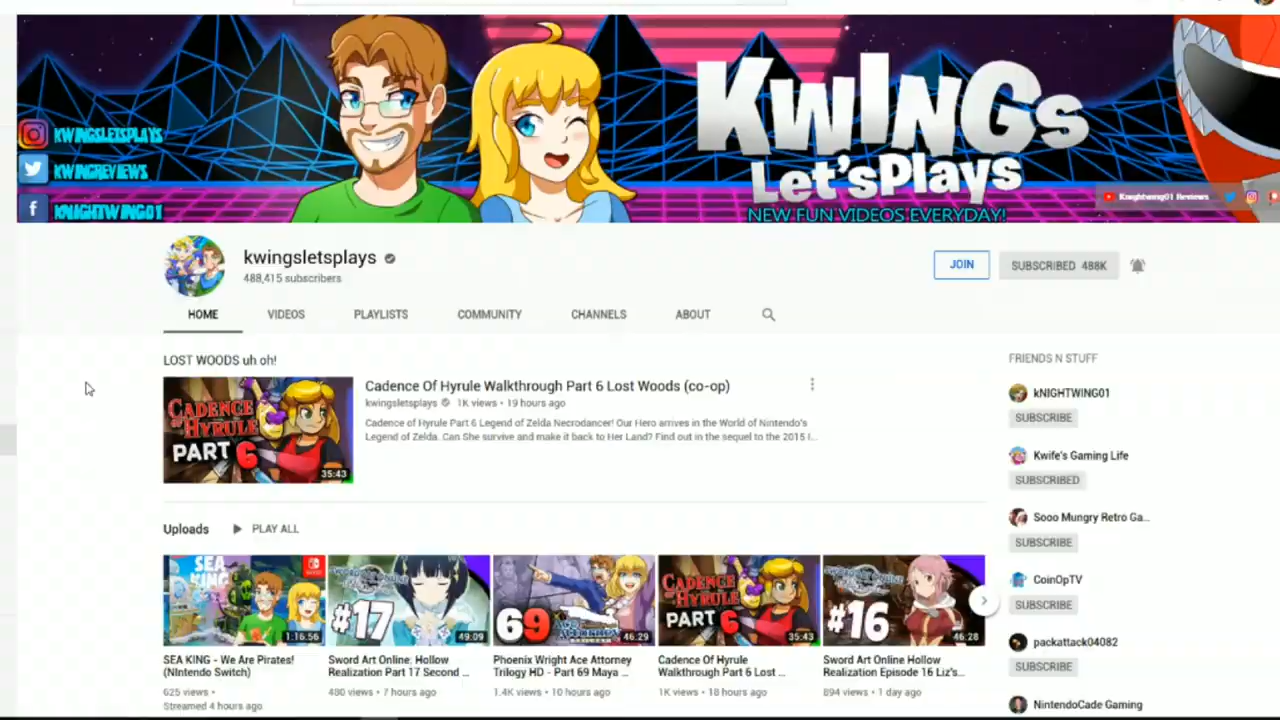 KWINGs
Let'sPlays
NEW FUN VIDEOS EVERYDAY!
KWINGSLETSPLAYS
KWINGREVIEWS
KNIGHTWING01
Knightwing01 Reviews
kwingsletsplays
488,415 subscribers
JOIN
SUBSCRIBED 488K
HOME
VIDEOS
PLAYLISTS
COMMUNITY
CHANNELS
ABOUT
LOST WOODS uh oh!
CADENCE OF HYRULE
PART 6
35:43
Cadence Of Hyrule Walkthrough Part 6 Lost Woods (co-op)
kwingsletsplays 1K views • 19 hours ago
Cadence of Hyrule Part 6 Legend of Zelda Necrodancer! Our Hero arrives in the World of Nintendo's
Legend of Zelda. Can She survive and make it back to Her Land? Find out in the sequel to the 2015 I...
FRIENDS N STUFF
kNIGHTWING01
SUBSCRIBE
Kwife's Gaming Life
SUBSCRIBED
Sooo Mungry Retro Ga...
SUBSCRIBE
CoinOpTV
SUBSCRIBE
packattack04082
SUBSCRIBE
NintendoCade Gaming
Uploads PLAY ALL
SEA KING
1:16:56
#17
49:09
69
46:29
CADENCE OF HYRULE
PART 6
35:43
#16
46:28
SEA KING - We Are Pirates!
(NIntendo Switch)
625 views •
Streamed 4 hours ago
Sword Art Online: Hollow
Realization Part 17 Second ...
480 views • 7 hours ago
Phoenix Wright Ace Attorney
Trilogy HD - Part 69 Maya ...
1.4K views • 10 hours ago
Cadence Of Hyrule
Walkthrough Part 6 Lost ...
1K views • 18 hours ago
Sword Art Online Hollow
Realization Episode 16 Liz's...
894 views • 1 day ago